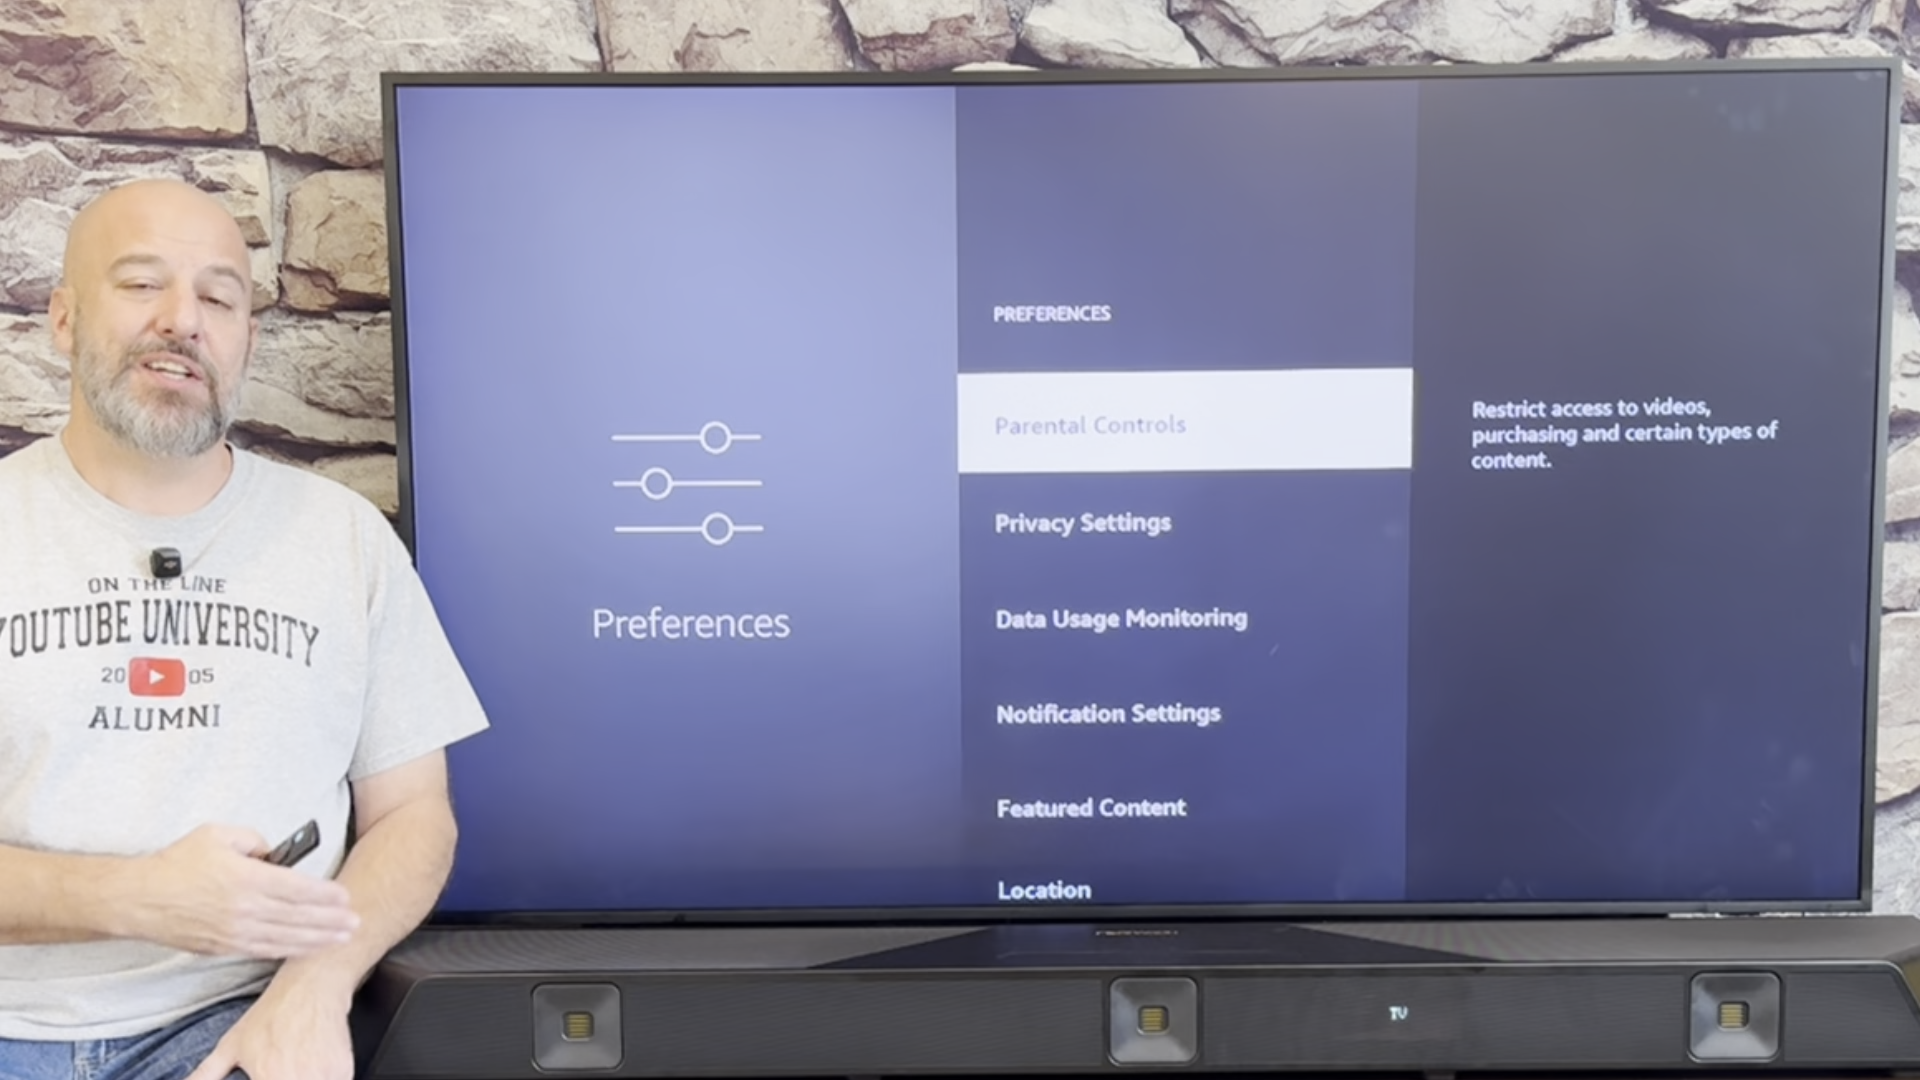 PREFERENCES
Parental Controls
Privacy Settings
Data Usage Monitoring
Notification Settings
Featured Content
Location
Preferences
Restrict access to videos,
purchasing and certain types of
content.
ON THE LINE
YOUTUBE UNIVERSITY
20 05
ALUMNI
TV